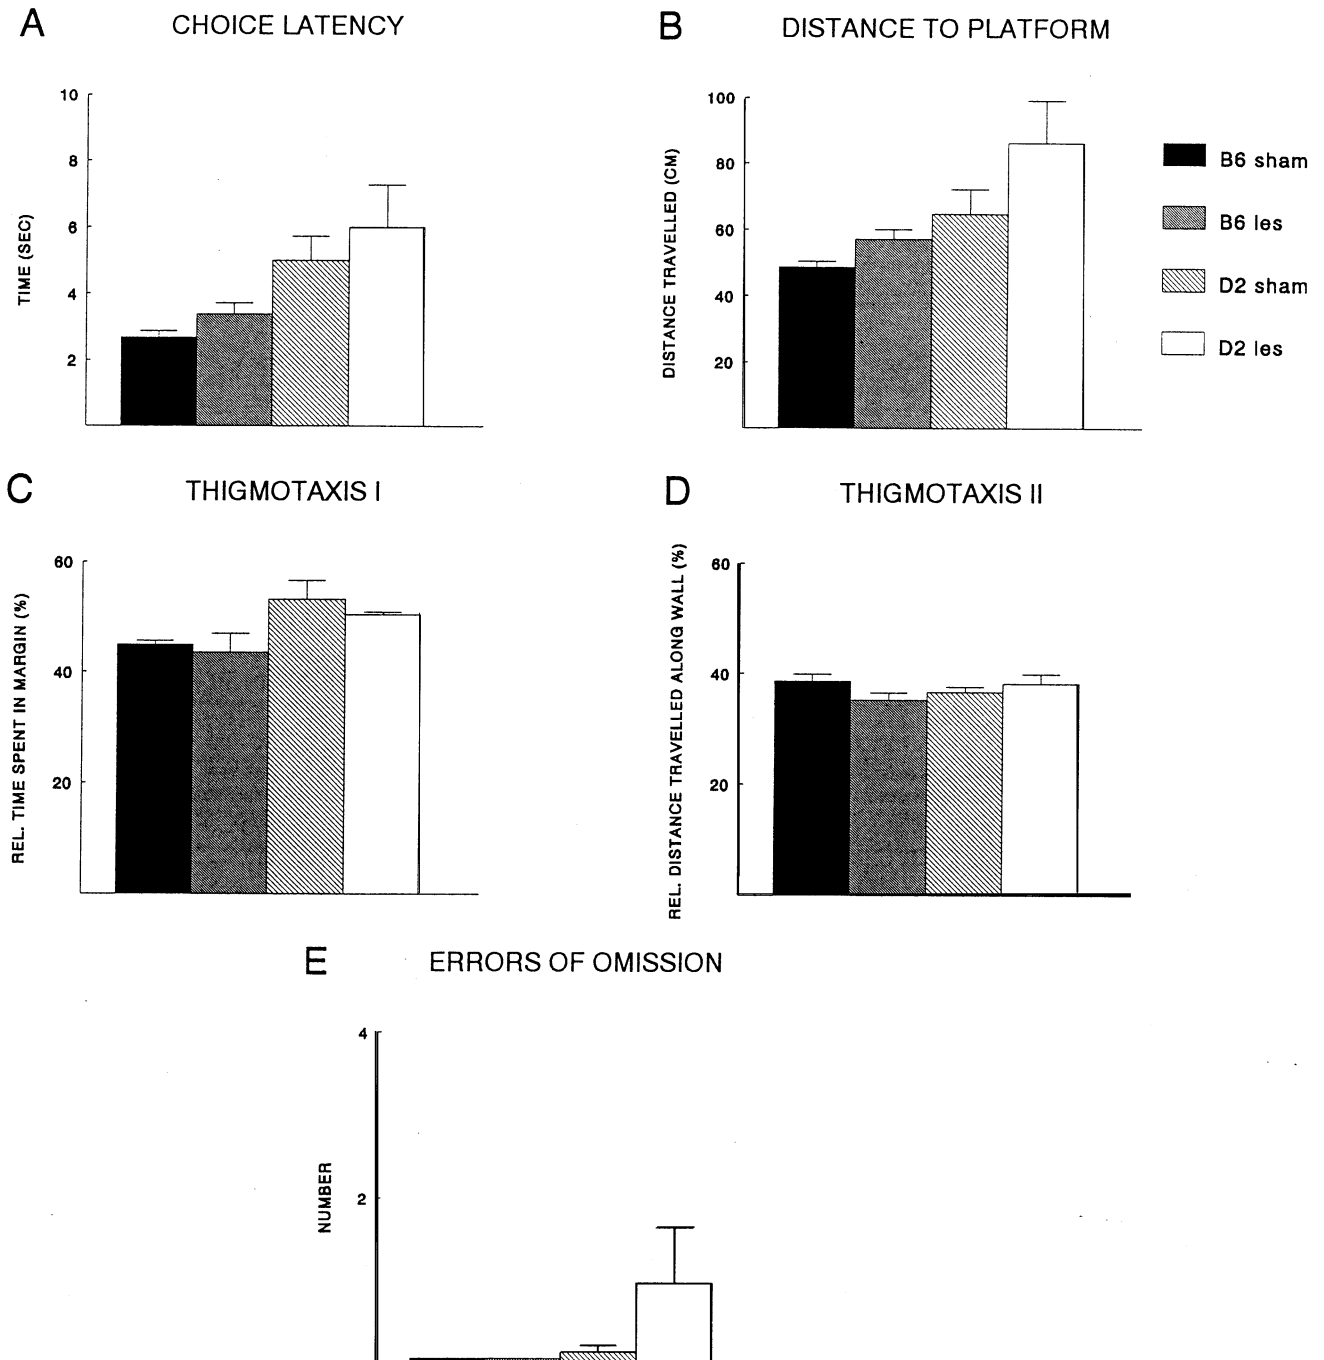 A
CHOICE LATENCY
B
DISTANCE TO PLATFORM
10
8
6
4
2
TIME (SEC)
100
80
60
40
20
DISTANCE TRAVELLED (CM)
B6 sham
B6 les
D2 sham
D2 les
C
THIGMOTAXIS I
D
THIGMOTAXIS II
60
40
20
REL. TIME SPENT IN MARGIN (%)
60
40
20
REL. DISTANCE TRAVELLED ALONG WALL (%)
E
ERRORS OF OMISSION
4
2
NUMBER